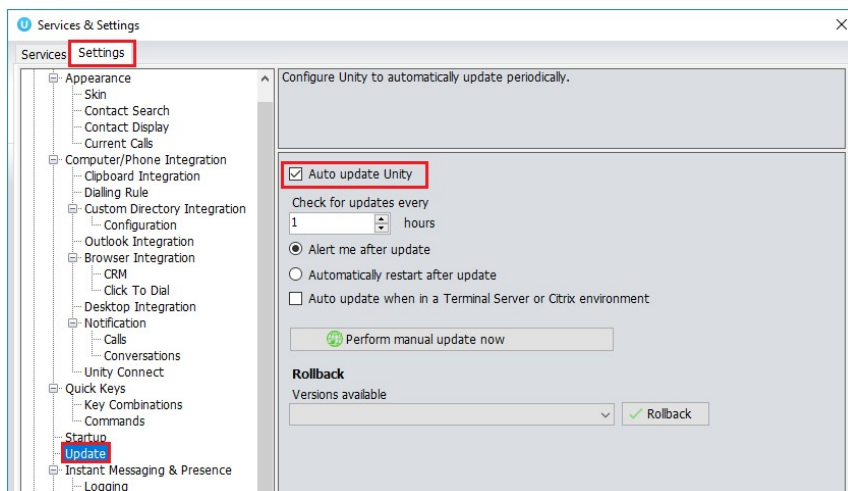 Services & Settings
Services
Settings
Appearance
Skin
Contact Search
Contact Display
Current Calls
Computer/Phone Integration
Clipboard Integration
Dialling Rule
Custom Directory Integration
Configuration
Outlook Integration
Browser Integration
CRM
Click To Dial
Desktop Integration
Notification
Calls
Conversations
Unity Connect
Quick Keys
Key Combinations
Commands
Startup
Update
Instant Messaging & Presence
Logging
Configure Unity to automatically update periodically.
Auto update Unity
Check for updates every
1 hours
Alert me after update
Automatically restart after update
Auto update when in a Terminal Server or Citrix environment
Perform manual update now
Rollback
Versions available
Rollback